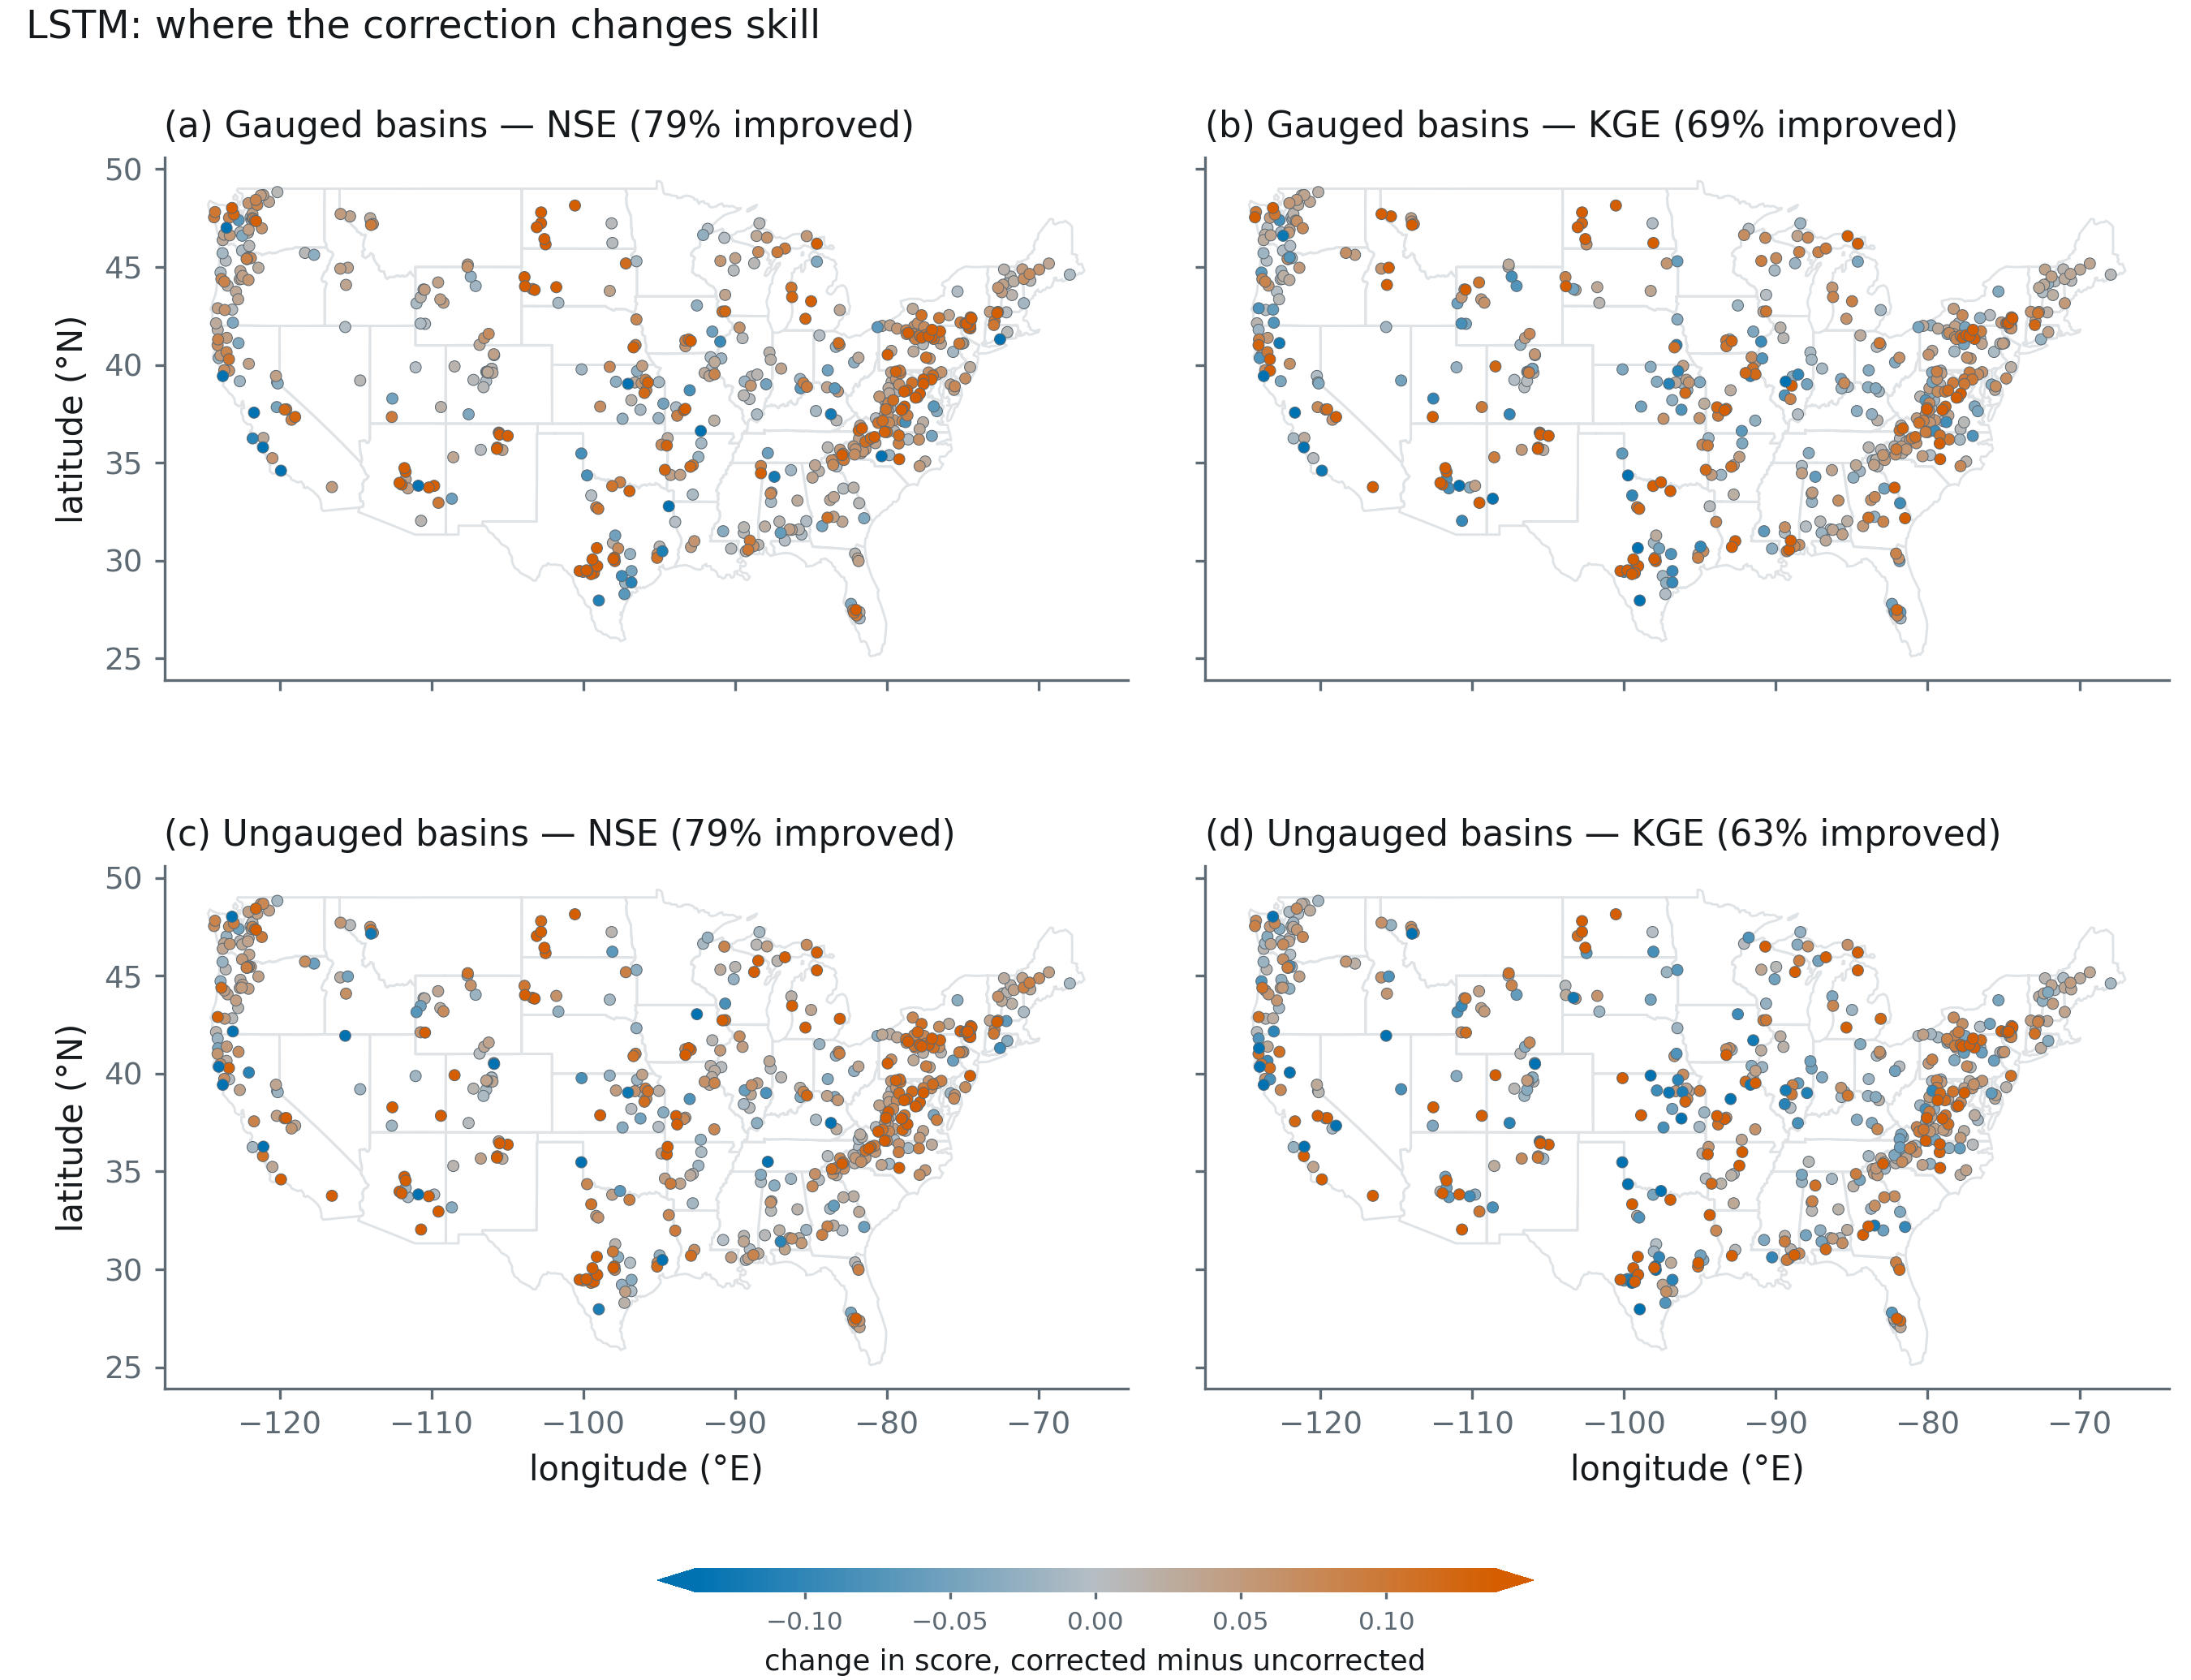 LSTM: where the correction changes skill
(a) Gauged basins — NSE (79% improved)
(b) Gauged basins — KGE (69% improved)
50
45
40
35
30
25
latitude (°N)
(c) Ungauged basins — NSE (79% improved)
(d) Ungauged basins — KGE (63% improved)
50
45
40
35
30
25
latitude (°N)
−120 −110 −100 −90 −80 −70
−120 −110 −100 −90 −80 −70
longitude (°E)
longitude (°E)
−0.10 −0.05 0.00 0.05 0.10
change in score, corrected minus uncorrected